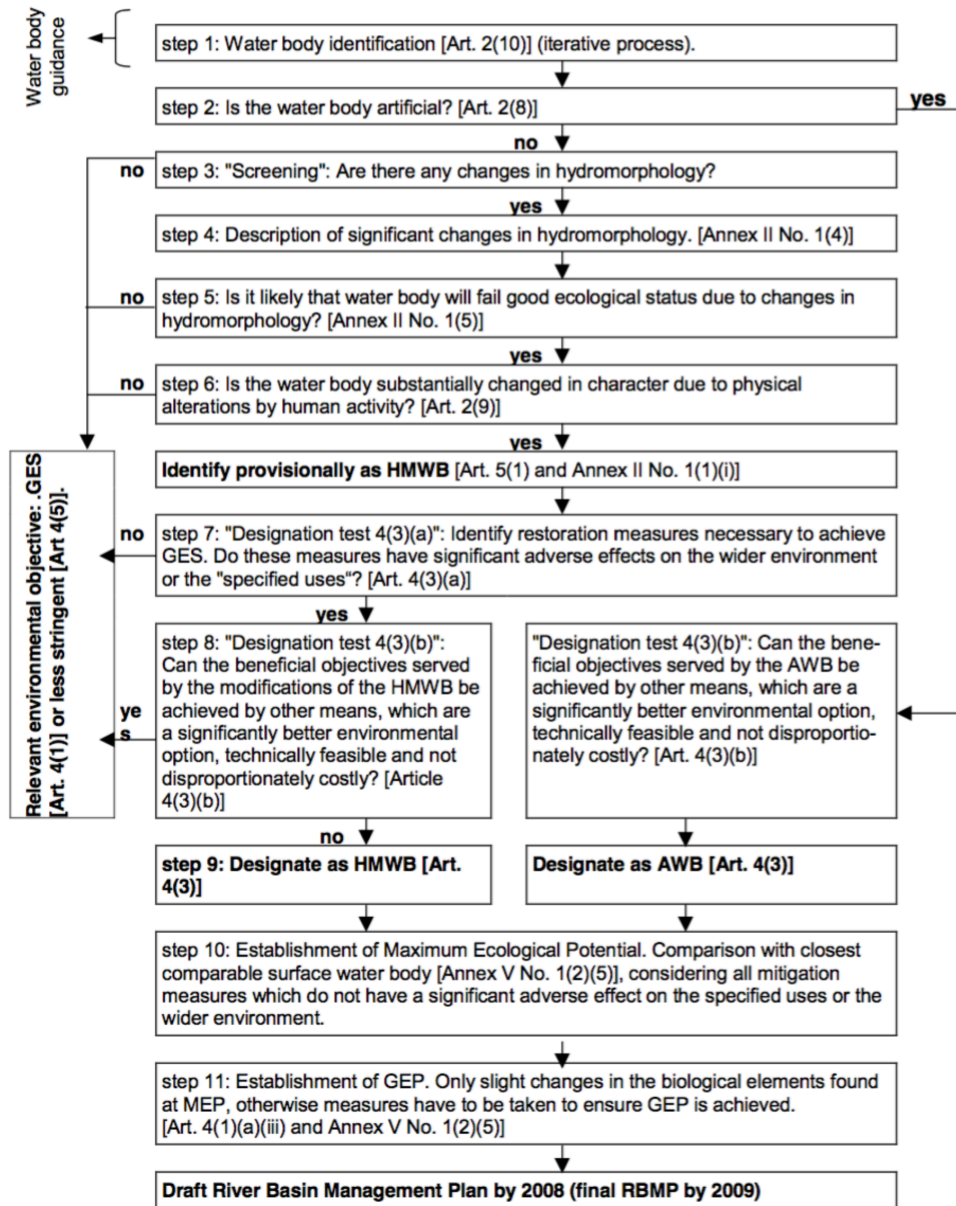 Water body
guidance
step 1: Water body identification [Art. 2(10)] (iterative process).
step 2: Is the water body artificial? [Art. 2(8)]
yes
no
no
step 3: "Screening": Are there any changes in hydromorphology?
yes
step 4: Description of significant changes in hydromorphology. [Annex II No. 1(4)]
no
step 5: Is it likely that water body will fail good ecological status due to changes in
hydromorphology? [Annex II No. 1(5)]
yes
no
step 6: Is the water body substantially changed in character due to physical
alterations by human activity? [Art. 2(9)]
yes
Identify provisionally as HMWB [Art. 5(1) and Annex II No. 1(1)(i)]
Relevant environmental objective: .GES
[Art. 4(1)] or less stringent [Art 4(5)].
no
step 7: "Designation test 4(3)(a)": Identify restoration measures necessary to achieve
GES. Do these measures have significant adverse effects on the wider environment
or the "specified uses"? [Art. 4(3)(a)]
yes
step 8: "Designation test 4(3)(b)":
Can the beneficial objectives served
by the modifications of the HMWB be
achieved by other means, which are
a significantly better environmental
option, technically feasible and not
disproportionately costly? [Article
4(3)(b)]
ye
s
"Designation test 4(3)(b)": Can the bene-
ficial objectives served by the AWB be
achieved by other means, which are a
significantly better environmental option,
technically feasible and not disproportio-
nately costly? [Art. 4(3)(b)]
no
step 9: Designate as HMWB [Art.
4(3)]
Designate as AWB [Art. 4(3)]
step 10: Establishment of Maximum Ecological Potential. Comparison with closest
comparable surface water body [Annex V No. 1(2)(5)], considering all mitigation
measures which do not have a significant adverse effect on the specified uses or the
wider environment.
step 11: Establishment of GEP. Only slight changes in the biological elements found
at MEP, otherwise measures have to be taken to ensure GEP is achieved.
[Art. 4(1)(a)(iii) and Annex V No. 1(2)(5)]
Draft River Basin Management Plan by 2008 (final RBMP by 2009)